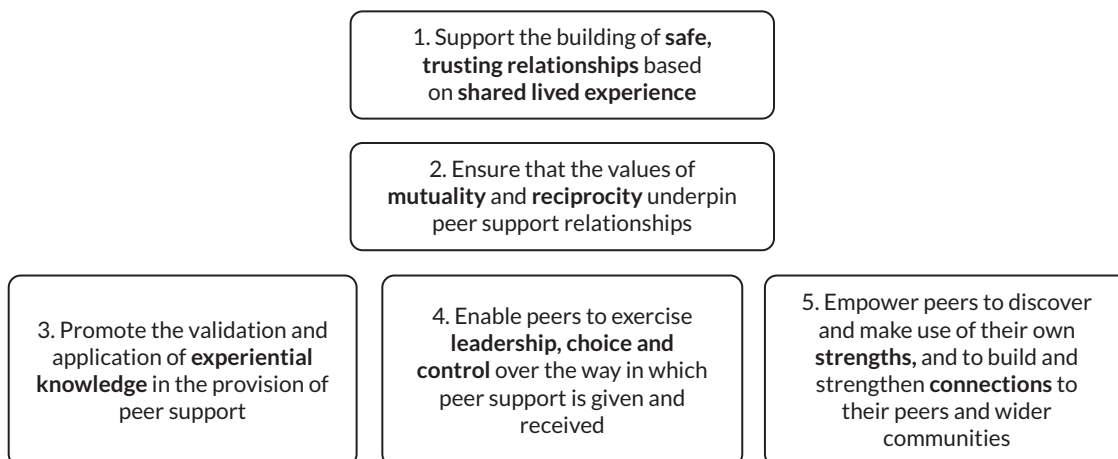 1. Support the building of safe,
trusting relationships based
on shared lived experience
2. Ensure that the values of
mutuality and reciprocity underpin
peer support relationships
3. Promote the validation and
application of experiential
knowledge in the provision of
peer support
4. Enable peers to exercise
leadership, choice and
control over the way in which
peer support is given and
received
5. Empower peers to discover
and make use of their own
strengths, and to build and
strengthen connections to
their peers and wider
communities